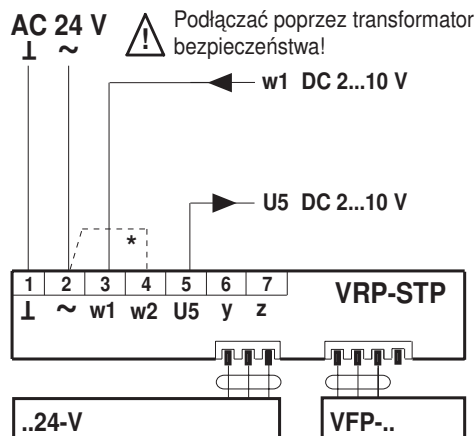 AC 24 V
⊥ ~
Podłączać poprzez transformator
bezpieczeństwa!
w1 DC 2...10 V
U5 DC 2...10 V
*
1 2 3 4 5 6 7
⊥ ~ w1 w2 U5 y z
VRP-STP
..24-V
VFP-..